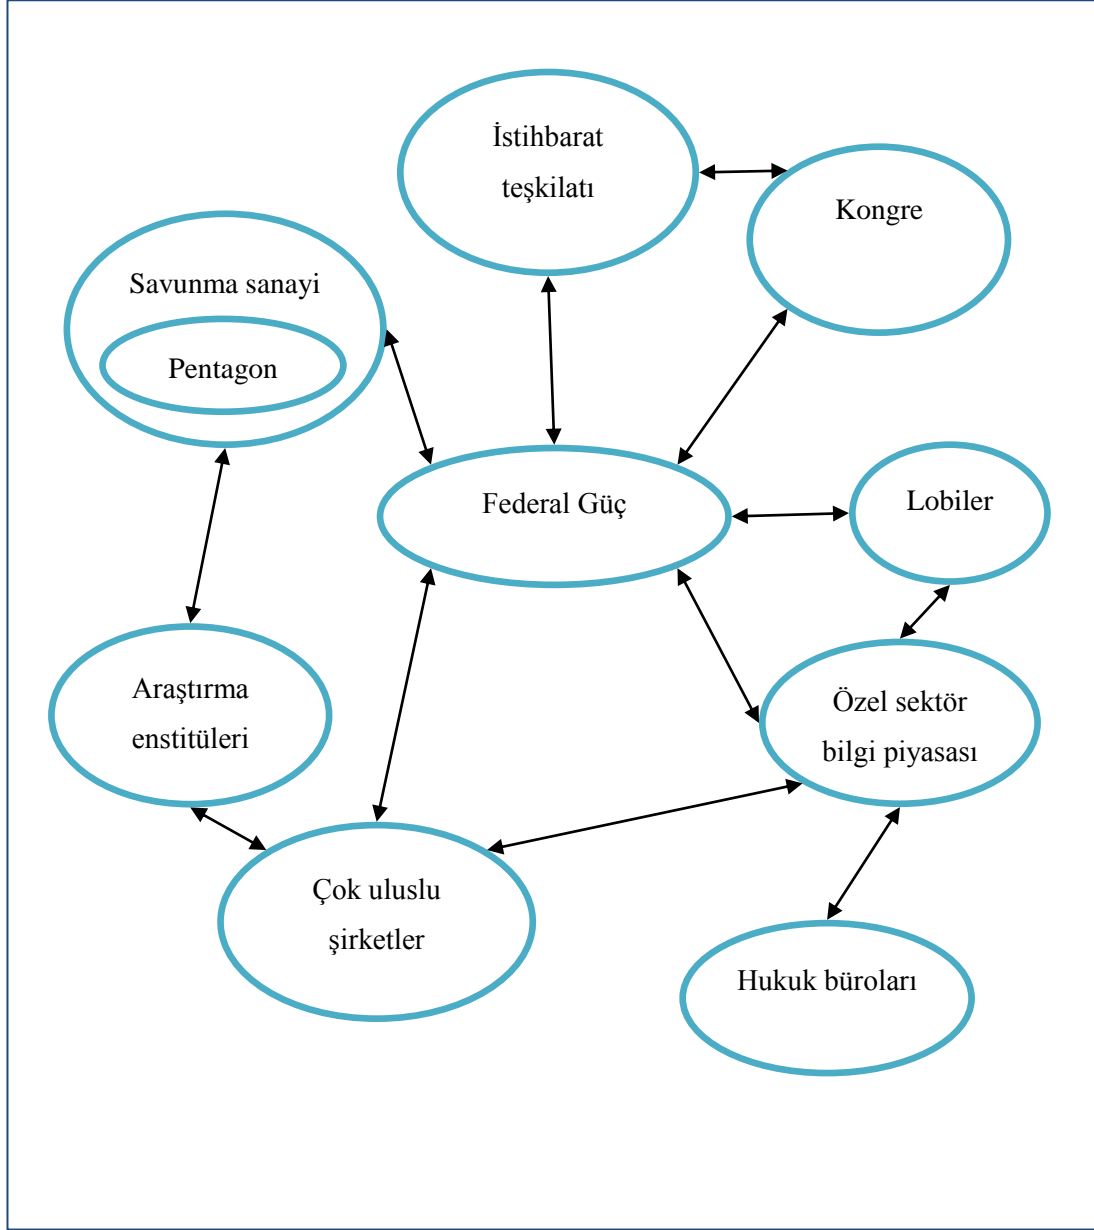 İstihbarat
teşkilatı
Kongre
Savunma sanayi
Pentagon
Federal Güç
Lobiler
Araştırma
enstitüleri
Özel sektör
bilgi piyasası
Çok uluslu
şirketler
Hukuk büroları